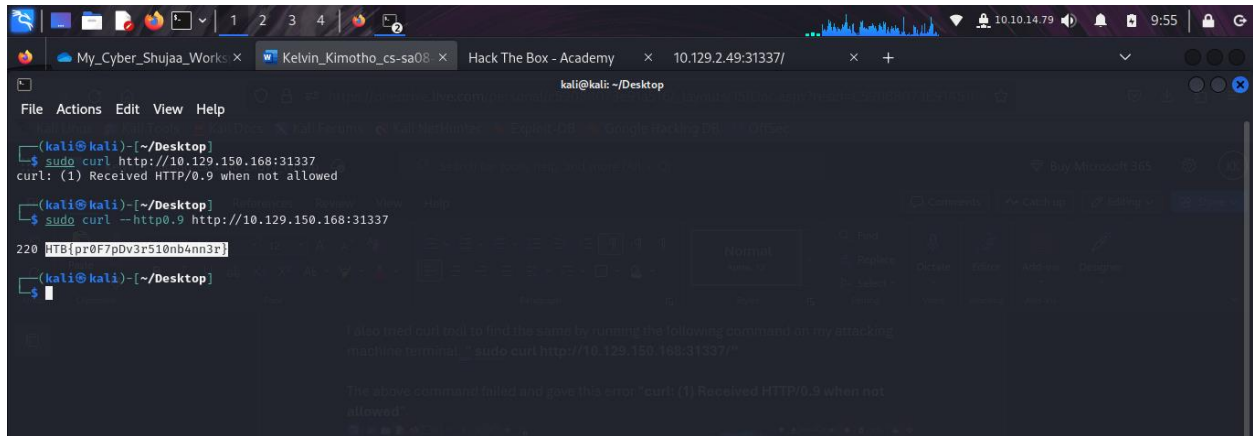 1 2 3 4 2 10.10.14.79 9:55
My_Cyber_Shujaa_Works × Kelvin_Kimotho_cs-sa08- × Hack The Box - Academy × 10.129.2.49:31337/ × +
kali@kali: ~/Desktop
File Actions Edit View Help
┌──(kali㉿kali)-[~/Desktop]
└─$ sudo curl http://10.129.150.168:31337
curl: (1) Received HTTP/0.9 when not allowed
┌──(kali㉿kali)-[~/Desktop]
└─$ sudo curl --http0.9 http://10.129.150.168:31337
220 HTB{pr0F7pDv3r510nb4nn3r}
┌──(kali㉿kali)-[~/Desktop]
└─$
I also tried curl tool to find the same by running the following command on my attacking
machine terminal. " sudo curl http://10.129.150.168:31337/"
The above command failed and gave this error "curl: (1) Received HTTP/0.9 when not
allowed"